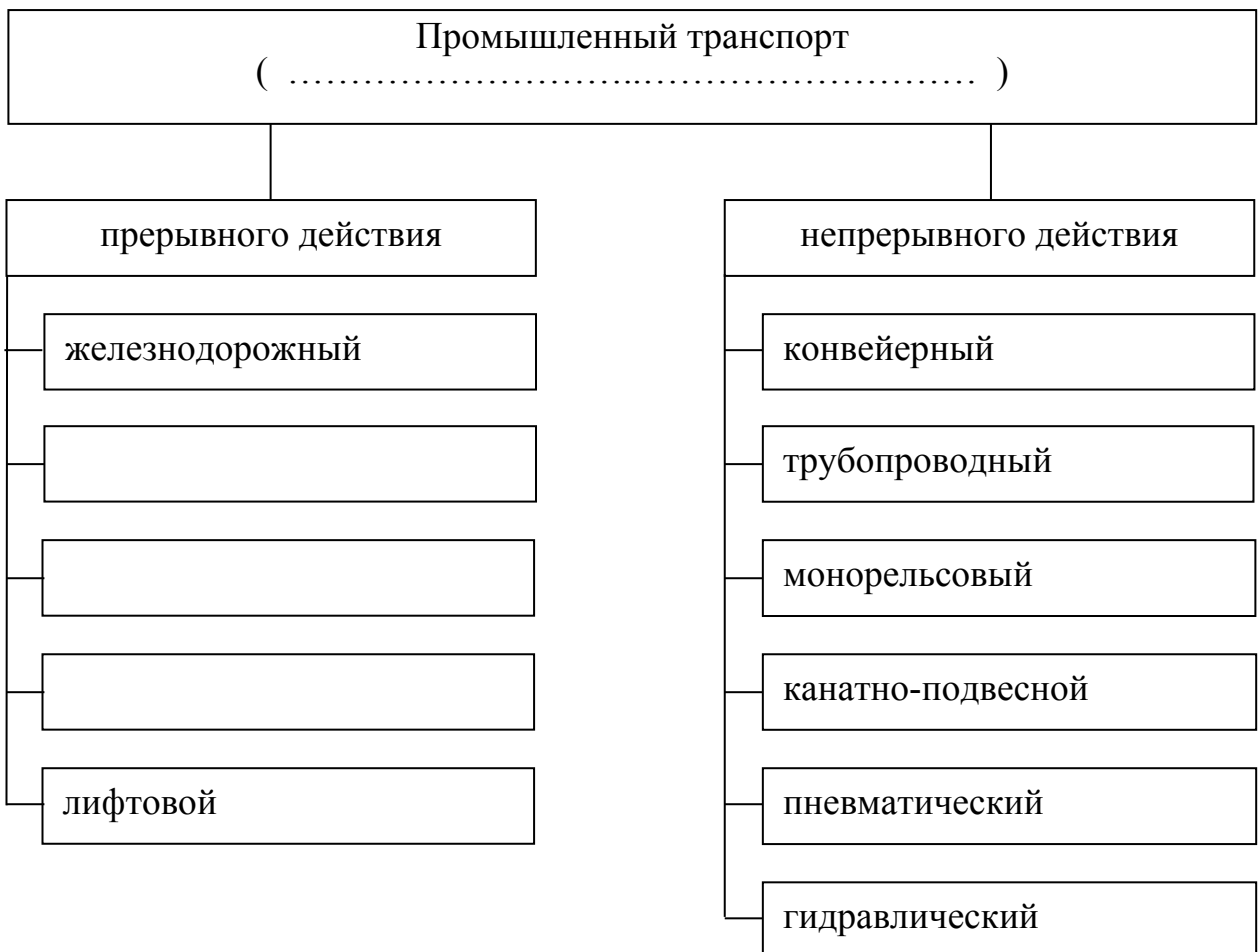 Промышленный транспорт
( ………………………..……………………… )
прерывного действия
железнодорожный
лифтовой
непрерывного действия
конвейерный
трубопроводный
монорельсовый
канатно-подвесной
пневматический
гидравлический